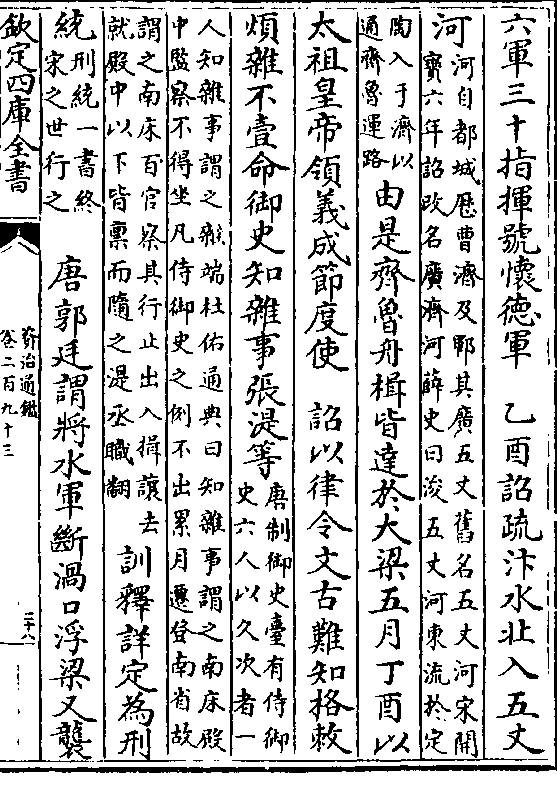 六軍三十指揮號懷德軍　乙酉詔疏汴水北入五丈
河河自都城歴曹濟及鄆其廣五丈舊名五丈河宋開
寳六年詔改名廣濟河薛史曰浚五丈河東流於定
陶入于濟以
通齊魯運路由是齊魯舟楫皆達於大梁五月丁酉以
太祖皇帝領義成節度使　詔以律令文古難知格敕
煩雜不壹命御史知雜事張湜等唐制御史臺有侍御
史六人以久次者一
人知雜事謂之雜端杜佑通典曰知雜事謂之南床殿
中監察不得坐凡侍御史之例不出累月遷登南省故
謂之南床百官察其行止出入揖讓去
就殿中以下皆禀而隨之湜丞職翻訓釋詳定為刑
統刑統一書終
宋之世行之　唐郭廷謂將水軍斷渦口浮梁又襲
欽定四庫全書
資治通鑑
卷二百九十三
三十八